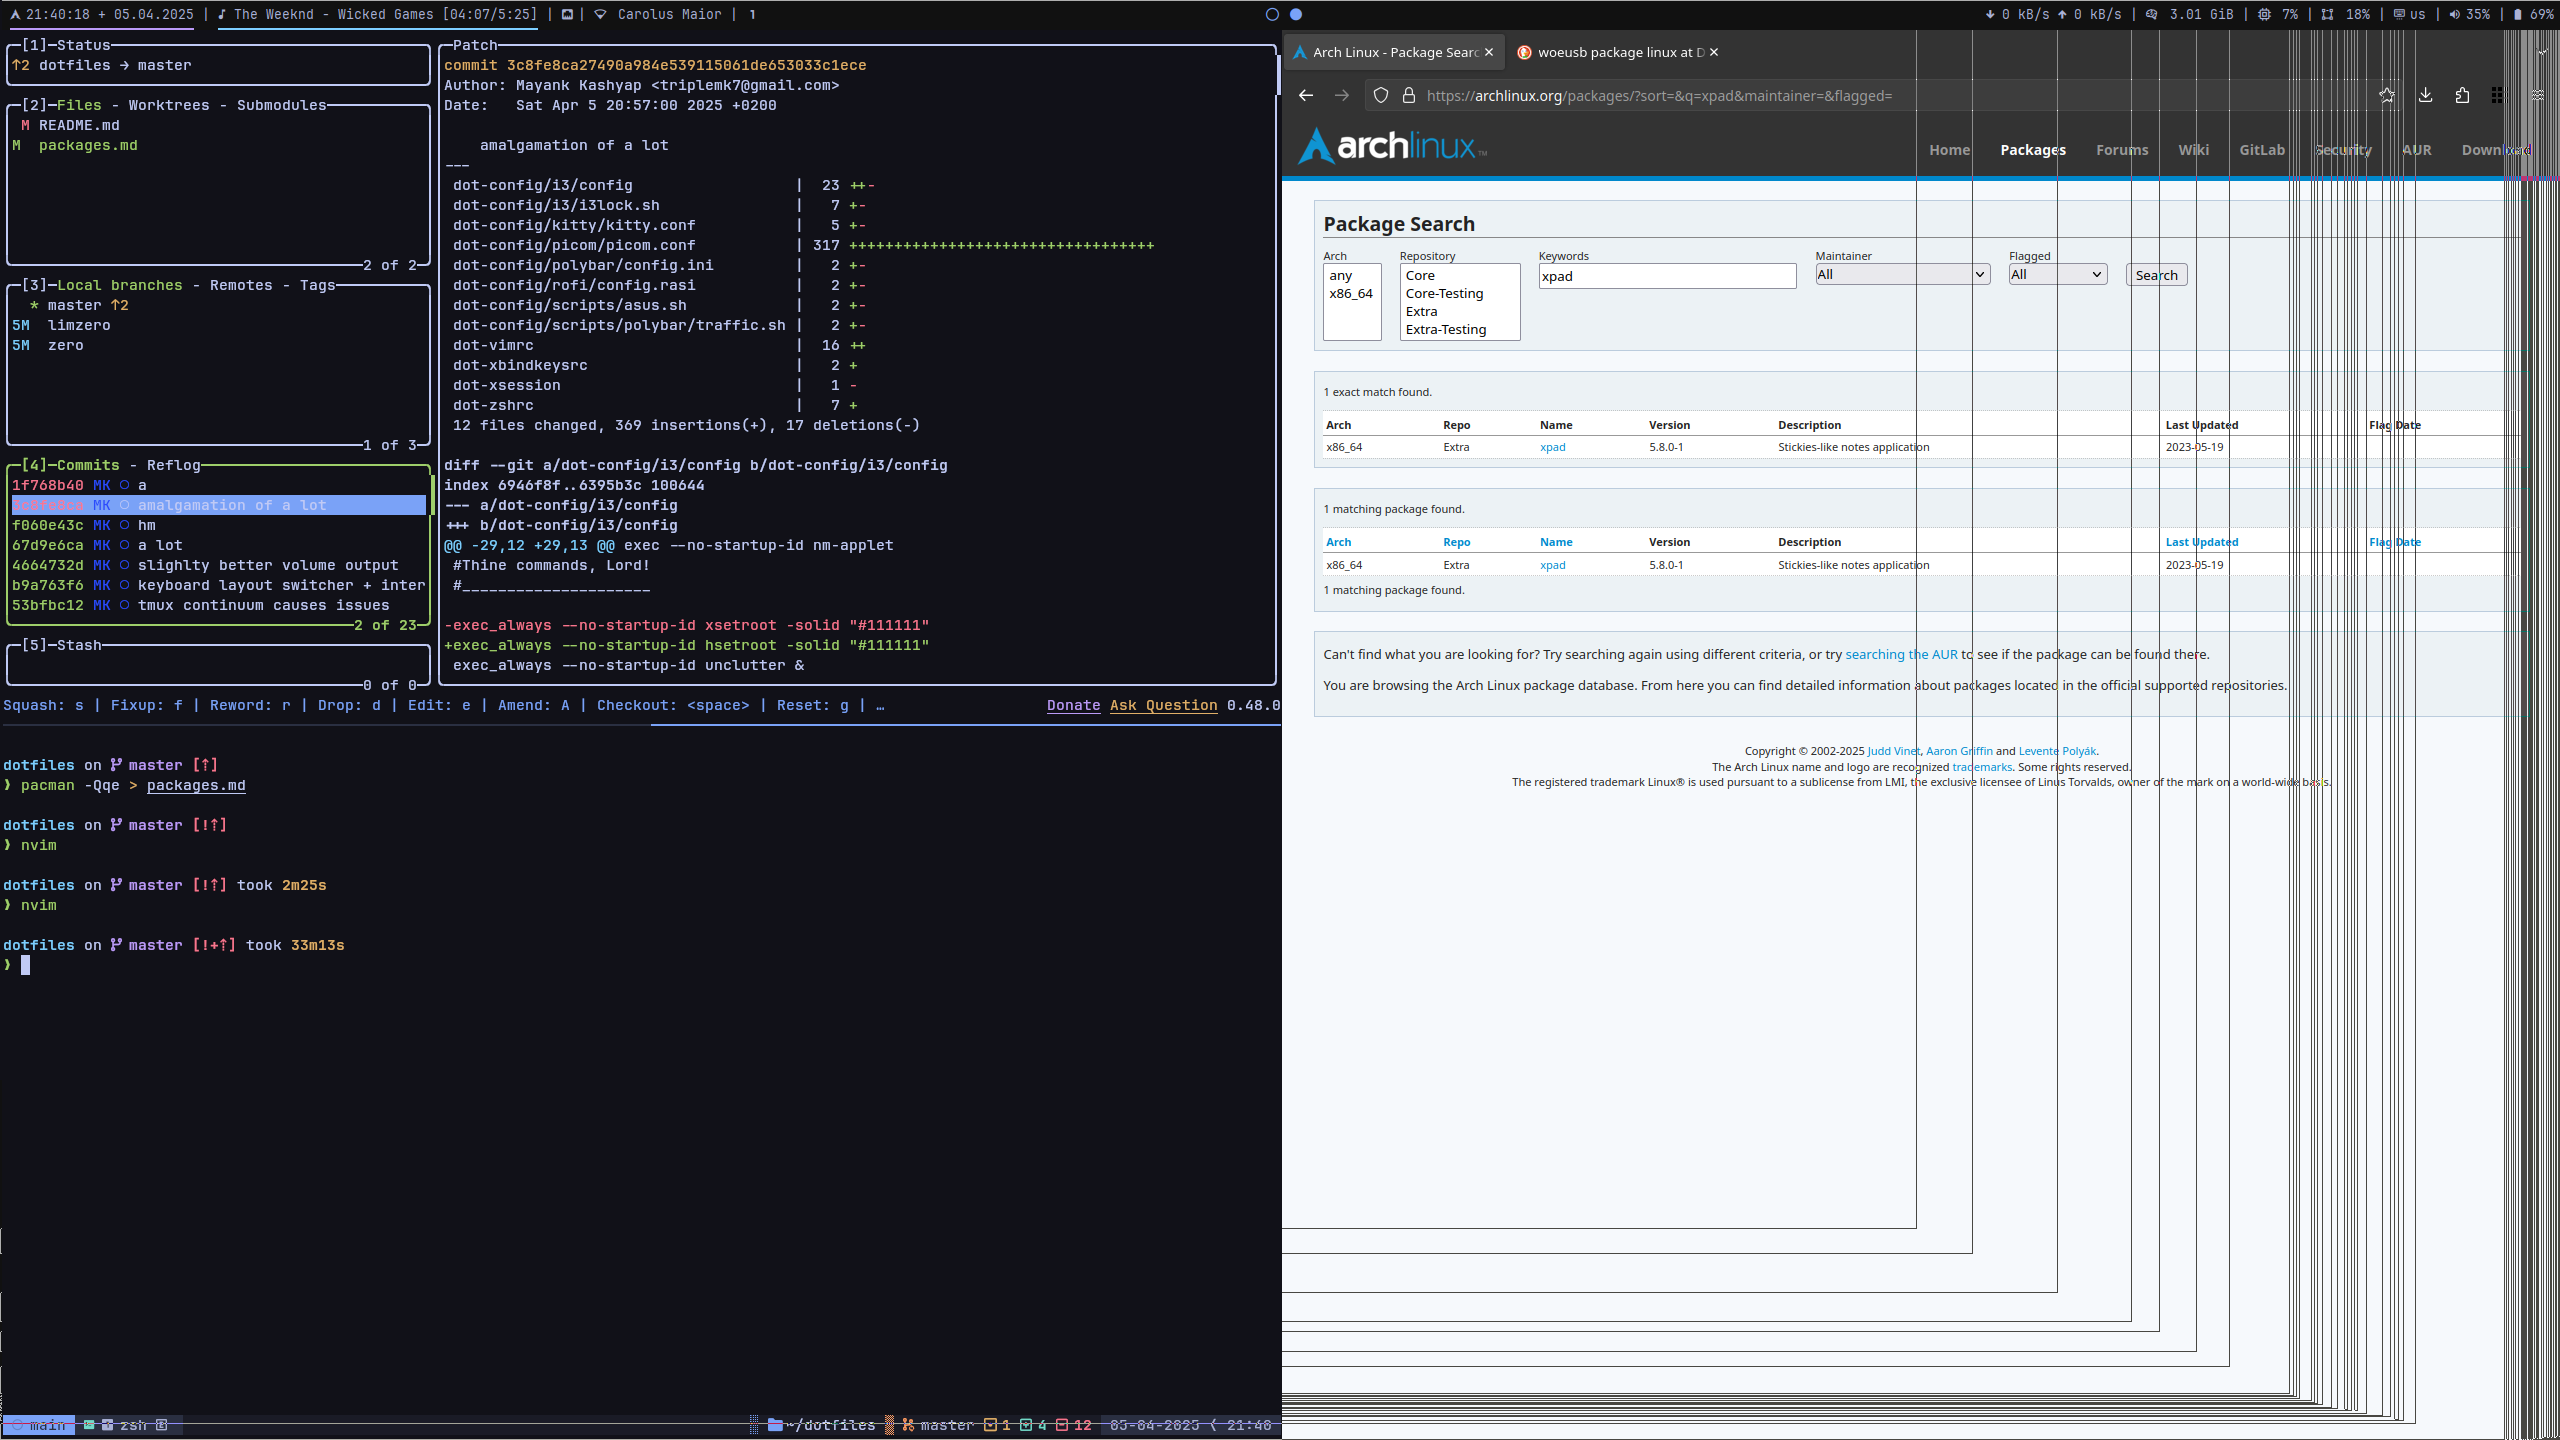 21:40:18 + 05.04.2025 | The Weeknd - Wicked Games [04:07/5:25] | | Carolus Maior | 1
0 kB/s 0 kB/s | 3.01 GiB | 7% | 18% | us | 35% | 69%
[1]─Status
↑2 dotfiles → master
[2]─Files - Worktrees - Submodules
M README.md
M packages.md
2 of 2
[3]─Local branches - Remotes - Tags
* master ↑2
5M limzero
5M zero
1 of 3
[4]─Commits - Reflog
1f768b40 MK ○ a
3c8fe8ca MK ○ amalgamation of a lot
f060e43c MK ○ hm
67d9e6ca MK ○ a lot
4664732d MK ○ slighlty better volume output
b9a763f6 MK ○ keyboard layout switcher + inter
53bfbc12 MK ○ tmux continuum causes issues
2 of 23
[5]─Stash
0 of 0
Patch
commit 3c8fe8ca27490a984e539115061de653033c1ece
Author: Mayank Kashyap <triplemk7@gmail.com>
Date:   Sat Apr 5 20:57:00 2025 +0200
amalgamation of a lot
---
dot-config/i3/config | 23 ++-
dot-config/i3/i3lock.sh | 7 +-
dot-config/kitty/kitty.conf | 5 +-
dot-config/picom/picom.conf | 317 ++++++++++++++++++++++++++++++++++
dot-config/polybar/config.ini | 2 +-
dot-config/rofi/config.rasi | 2 +-
dot-config/scripts/asus.sh | 2 +-
dot-config/scripts/polybar/traffic.sh | 2 +-
dot-vimrc | 16 ++
dot-xbindkeysrc | 2 +
dot-xsession | 1 -
dot-zshrc | 7 +
12 files changed, 369 insertions(+), 17 deletions(-)
diff --git a/dot-config/i3/config b/dot-config/i3/config
index 6946f8f..6395b3c 100644
--- a/dot-config/i3/config
+++ b/dot-config/i3/config
@@ -29,12 +29,13 @@ exec --no-startup-id nm-applet
#Thine commands, Lord!
#_____________________
-exec_always --no-startup-id xsetroot -solid "#111111"
+exec_always --no-startup-id hsetroot -solid "#111111"
exec_always --no-startup-id unclutter &
Squash: s | Fixup: f | Reword: r | Drop: d | Edit: e | Amend: A | Checkout: <space> | Reset: g | …
Donate Ask Question 0.48.0
dotfiles on master [⇡]
❯ pacman -Qqe > packages.md
dotfiles on master [!⇡]
❯ nvim
dotfiles on master [!⇡] took 2m25s
❯ nvim
dotfiles on master [!+⇡] took 33m13s
❯
main zsh
~/dotfiles master 1 4 12 05-04-2025 ⟨ 21:40
Arch Linux - Package Searc ×
woeusb package linux at D ×
https://archlinux.org/packages/?sort=&q=xpad&maintainer=&flagged=
archlinux™
Home Packages Forums Wiki GitLab Security AUR Download
Package Search
Arch Repository Keywords Maintainer Flagged
any
x86_64
Core
Core-Testing
Extra
Extra-Testing
xpad
All
All
Search
1 exact match found.
Arch Repo Name Version Description Last Updated Flag Date
x86_64 Extra xpad 5.8.0-1 Stickies-like notes application 2023-05-19
1 matching package found.
Arch Repo Name Version Description Last Updated Flag Date
x86_64 Extra xpad 5.8.0-1 Stickies-like notes application 2023-05-19
1 matching package found.
Can't find what you are looking for? Try searching again using different criteria, or try searching the AUR to see if the package can be found there.
You are browsing the Arch Linux package database. From here you can find detailed information about packages located in the official supported repositories.
Copyright © 2002-2025 Judd Vinet, Aaron Griffin and Levente Polyák.
The Arch Linux name and logo are recognized trademarks. Some rights reserved.
The registered trademark Linux® is used pursuant to a sublicense from LMI, the exclusive licensee of Linus Torvalds, owner of the mark on a world-wide basis.